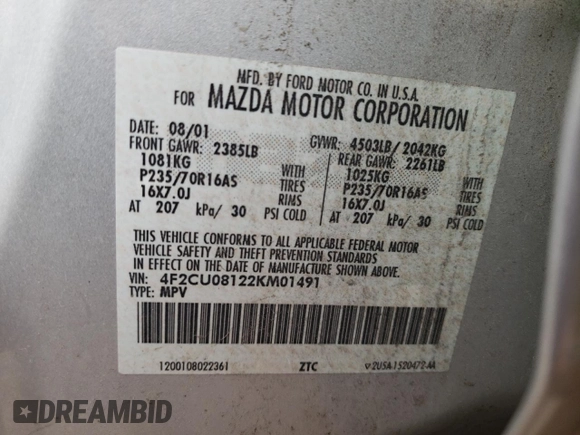 MFD. BY FORD MOTOR CO. IN U.S.A.
FOR MAZDA MOTOR CORPORATION
DATE: 08/01 GVWR: 4503LB/ 2042KG
FRONT GAWR: 2385LB REAR GAWR: 2261LB
1081KG WITH 1025KG WITH
P235/70R16AS TIRES P235/70R16AS TIRES
16X7.0J RIMS 16X7.0J RIMS
AT 207 kPa/ 30 PSI COLD AT 207 kPa/ 30 PSI COLD
THIS VEHICLE CONFORMS TO ALL APPLICABLE FEDERAL MOTOR
VEHICLE SAFETY AND THEFT PREVENTION STANDARDS
IN EFFECT ON THE DATE OF MANUFACTURE SHOWN ABOVE.
VIN: 4F2CU08122KM01491
TYPE: MPV
1200108022361 ZTC
DREAMBID